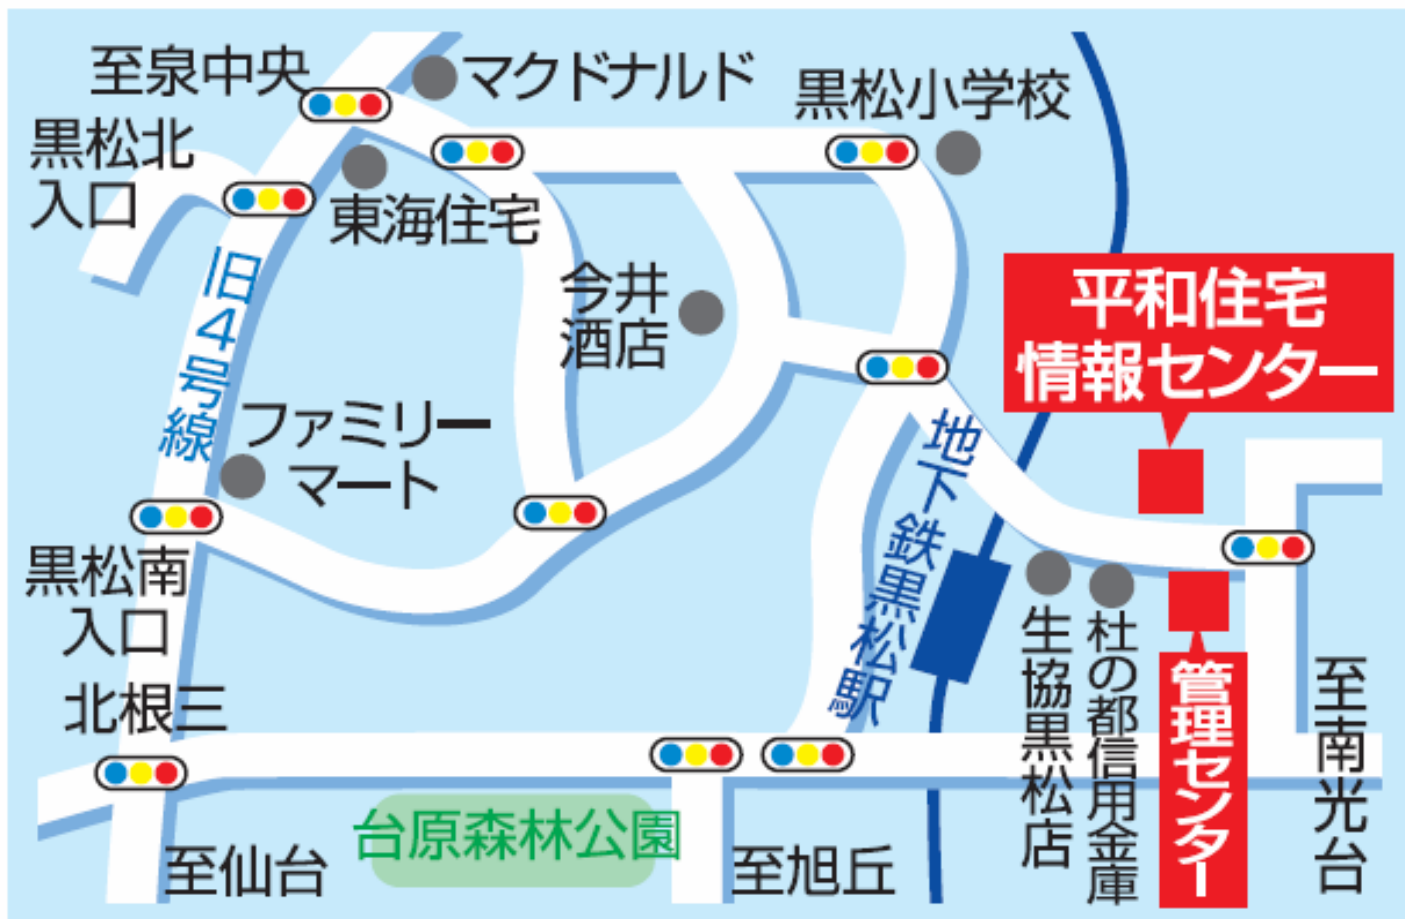 至泉中央
マクドナルド
黒松小学校
黒松北
入口
東海住宅
旧4号線
今井
酒店
平和住宅
情報センター
ファミリー
マート
地下鉄黒松駅
黒松南
入口
生協黒松店
杜の都信用金庫
管理センター
至南光台
北根三
台原森林公園
至仙台
至旭丘